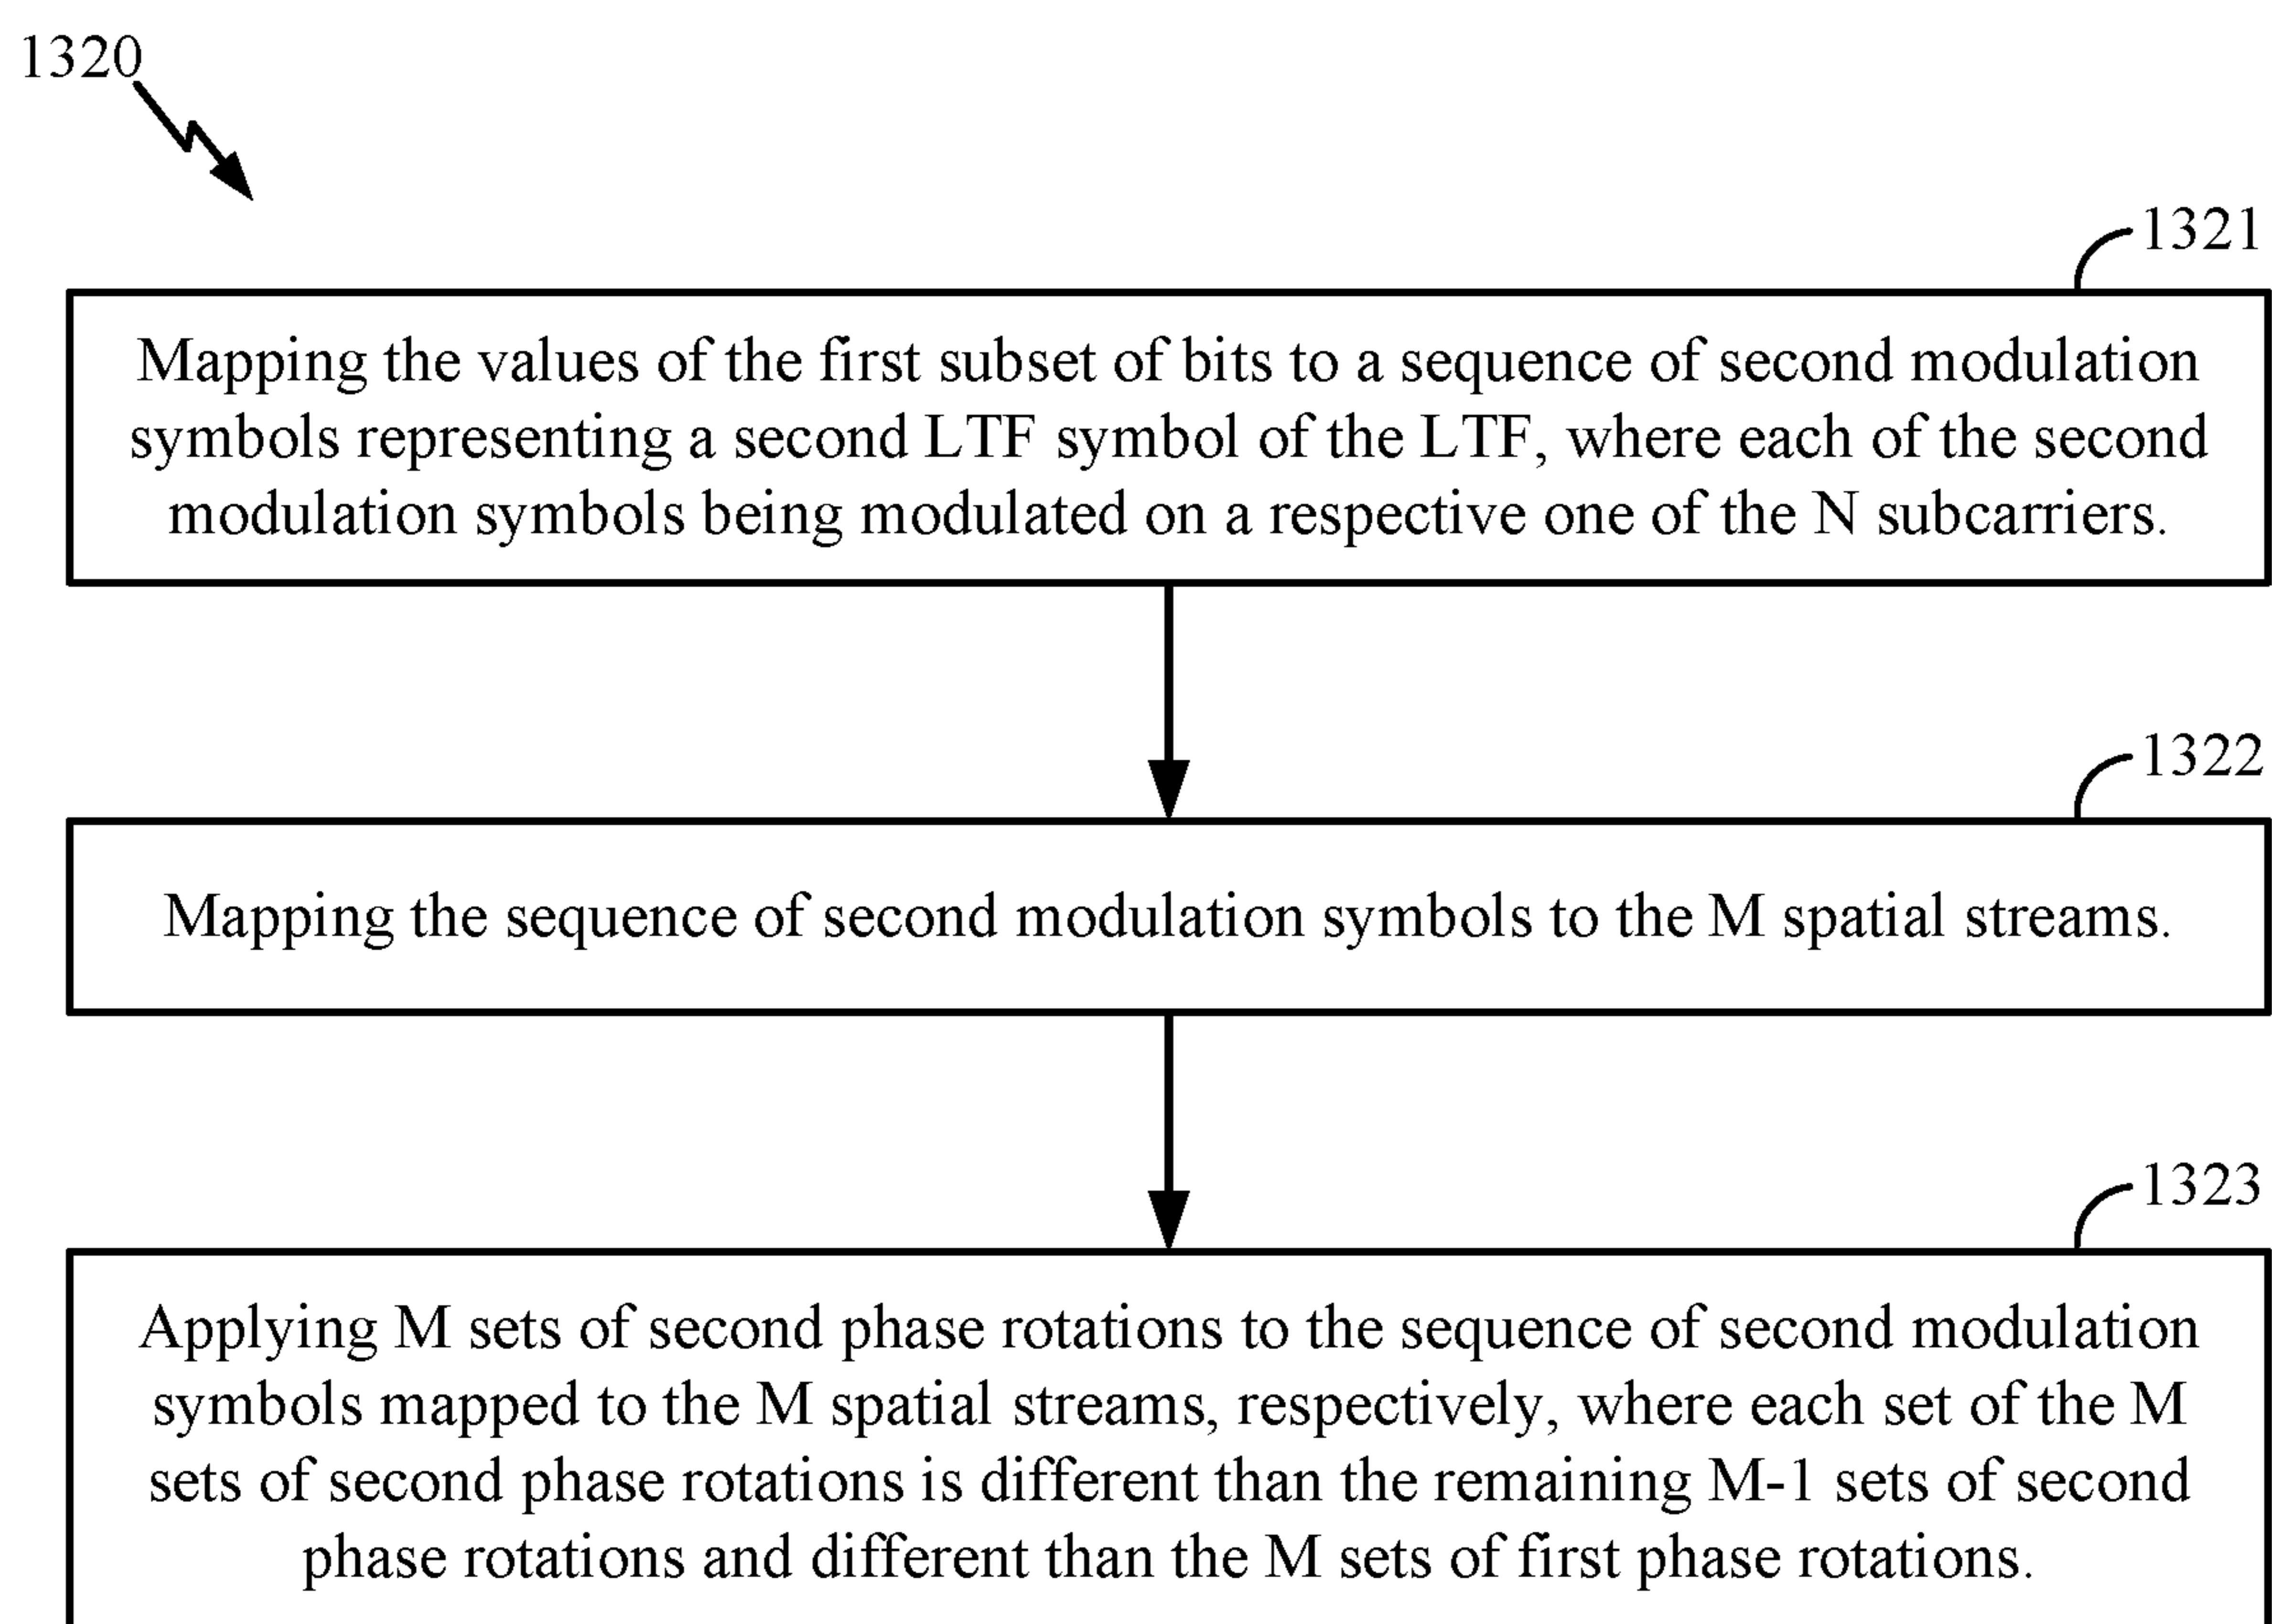 1320
1321
Mapping the values of the first subset of bits to a sequence of second modulation
symbols representing a second LTF symbol of the LTF, where each of the second
modulation symbols being modulated on a respective one of the N subcarriers.
1322
Mapping the sequence of second modulation symbols to the M spatial streams.
1323
Applying M sets of second phase rotations to the sequence of second modulation
symbols mapped to the M spatial streams, respectively, where each set of the M
sets of second phase rotations is different than the remaining M-1 sets of second
phase rotations and different than the M sets of first phase rotations.